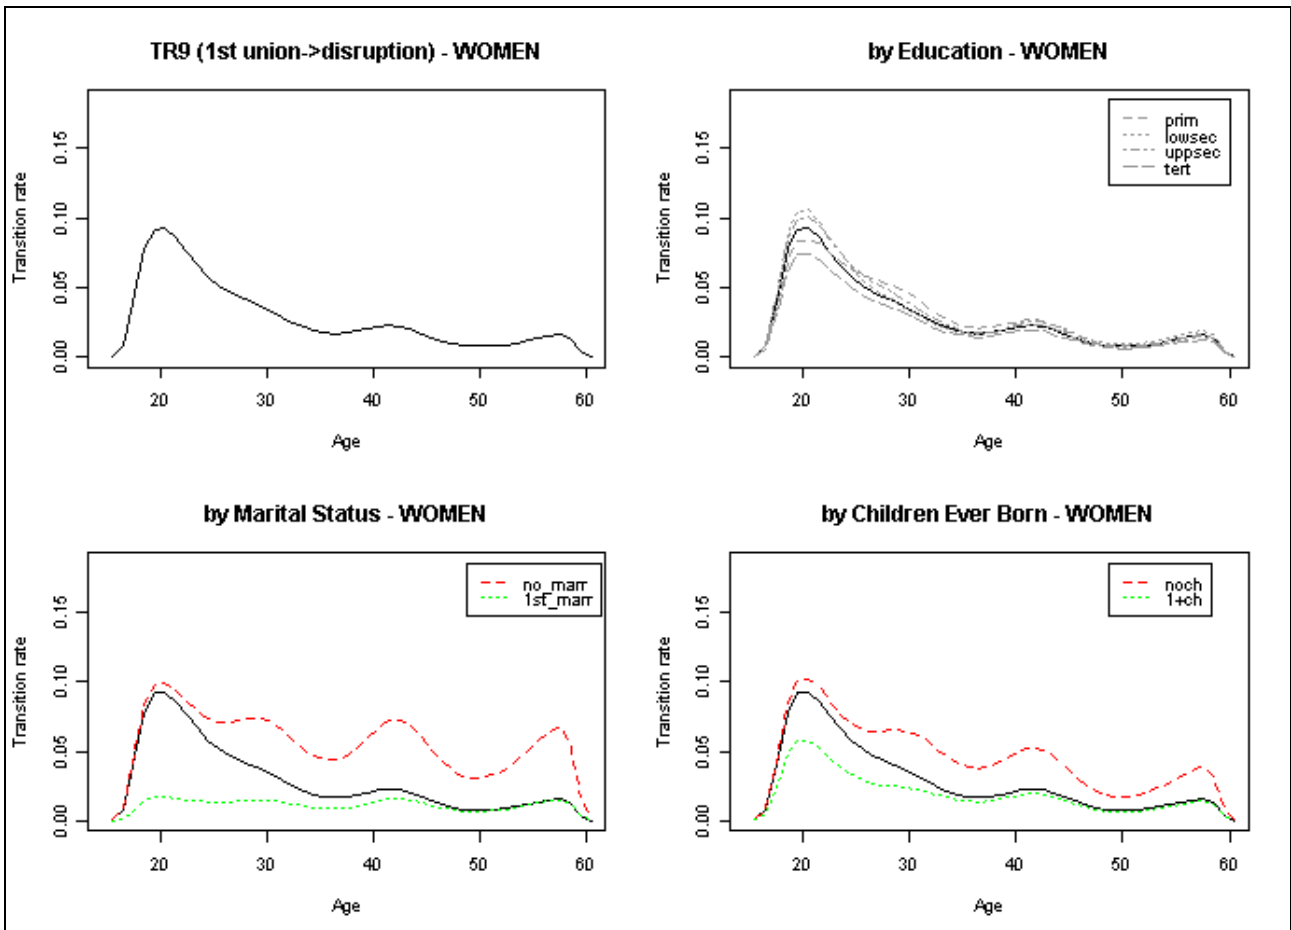 TR9 (1st union->disruption) - WOMEN
Transition rate
0.00 0.05 0.10 0.15
20 30 40 50 60
Age
by Education - WOMEN
prim
lowsec
uppsec
tert
Transition rate
0.00 0.05 0.10 0.15
20 30 40 50 60
Age
by Marital Status - WOMEN
no_marr
1st_marr
Transition rate
0.00 0.05 0.10 0.15
20 30 40 50 60
Age
by Children Ever Born - WOMEN
noch
1+ch
Transition rate
0.00 0.05 0.10 0.15
20 30 40 50 60
Age